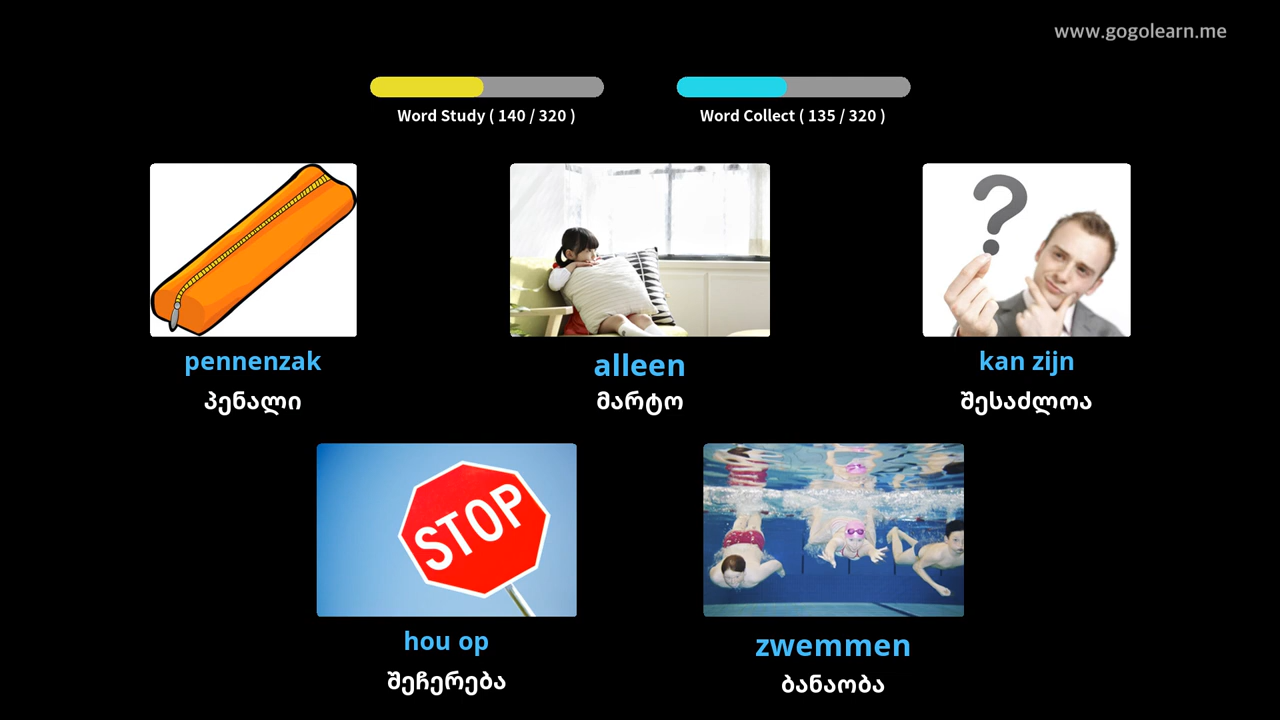 www.gogolearn.me
Word Study ( 140 / 320 )
Word Collect ( 135 / 320 )
pennenzak
პენალი
alleen
მარტო
?
kan zijn
შესაძლოა
STOP
hou op
შეჩერება
zwemmen
ბანაობა